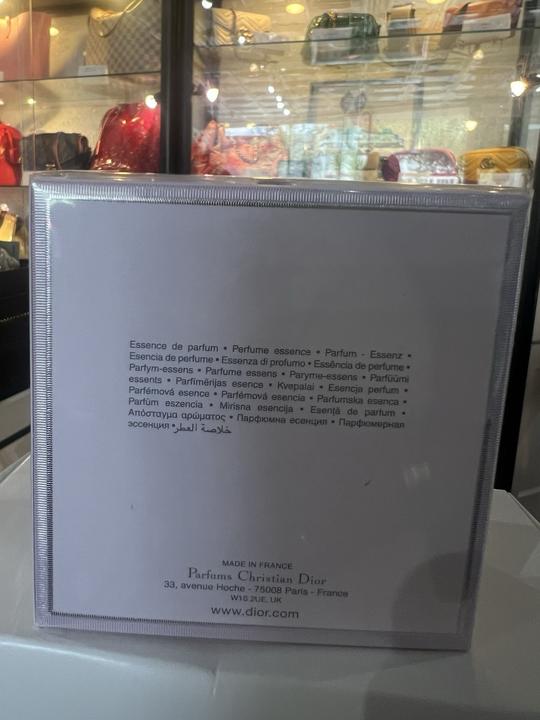 Essence de parfum • Perfume essence • Parfum - Essenz •
Esencia de perfume • Essenza di profumo • Essência de perfume •
Parfym-essens • Parfume essens • Paryme-essens • Parfüümi
essents • Parfimērijas esence • Kvepalai • Esencja perfum •
Parfémová esence • Parfémová esencia • Parfumska esenca •
Parfüm eszencia • Mirisna esencija • Esenţă de parfum •
Απόσταγμα αρώματος • Парфюмна есенция • Парфюмерная
эссенция • خلاصة العطر
MADE IN FRANCE
Parfums Christian Dior
33, avenue Hoche - 75008 Paris - France
W1S 2UE, UK
www.dior.com